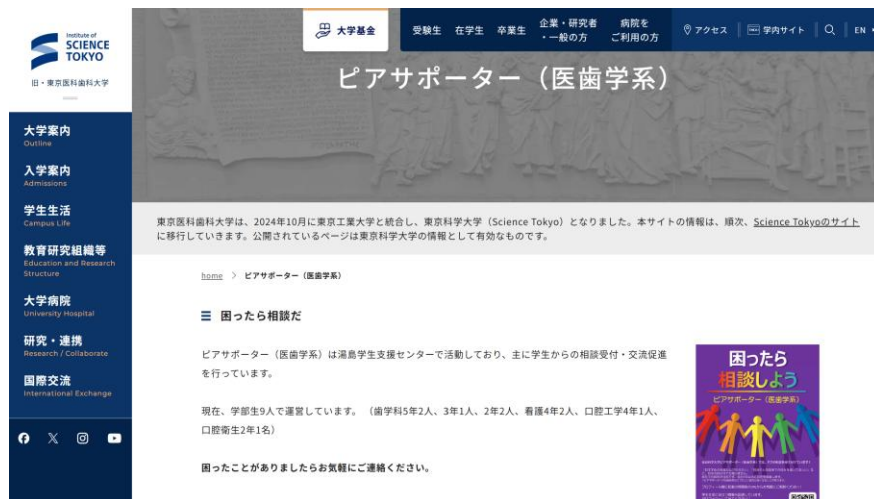 Institute of
SCIENCE
TOKYO
旧・東京医科歯科大学
大学基金
受験生
在学生
卒業生
企業・研究者
・一般の方
病院を
ご利用の方
アクセス
学内サイト
EN
大学案内
Outline
入学案内
Admissions
学生生活
Campus Life
教育研究組織等
Education and Research
Structure
大学病院
University Hospital
研究・連携
Research / Collaborate
国際交流
International Exchange
ピアサポーター（医歯学系）
東京医科歯科大学は、2024年10月に東京工業大学と統合し、東京科学大学（Science Tokyo）となりました。本サイトの情報は、順次、Science Tokyoのサイト
に移行していきます。公開されているページは東京科学大学の情報として有効なものです。
home > ピアサポーター（医歯学系）
困ったら相談だ
ピアサポーター（医歯学系）は湯島学生支援センターで活動しており、主に学生からの相談受付・交流促進
を行っています。
現在、学部生9人で運営しています。（歯学科5年2人、3年1人、2年2人、看護4年2人、口腔工学4年1人、
口腔衛生2年1名）
困ったことがありましたらお気軽にご連絡ください。
困ったら
相談しよう
ピアサポーター（医歯学系）